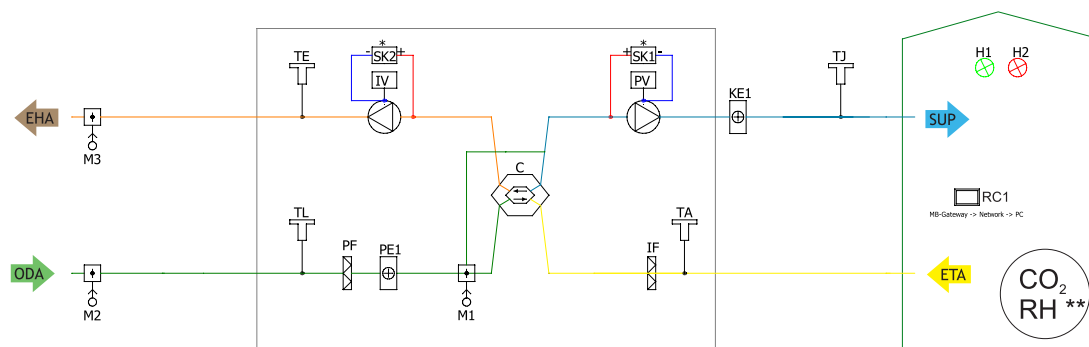 * *
H1 H2
TE - SK2 + + SK1 - TJ
IV PV
KE1
EHA SUP
M3
C
RC1
MB-Gateway -> Network -> PC
TL TA
PF PE1 IF
ODA ETA
CO2
RH **
M2 M1